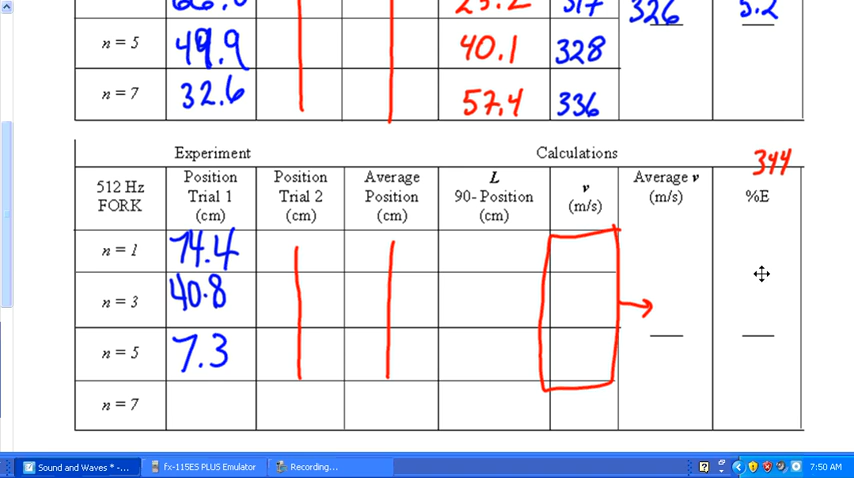 326 5.2
n = 5 49.9 40.1 328
n = 7 32.6 57.4 336
Experiment Calculations 344
512 Hz FORK Position Trial 1 (cm) Position Trial 2 (cm) Average Position (cm) L 90- Position (cm) v (m/s) Average v (m/s) %E
n = 1 74.4
n = 3 40.8
n = 5 7.3
n = 7
Sound and Waves * -... fx-115ES PLUS Emulator Recording... 7:50 AM